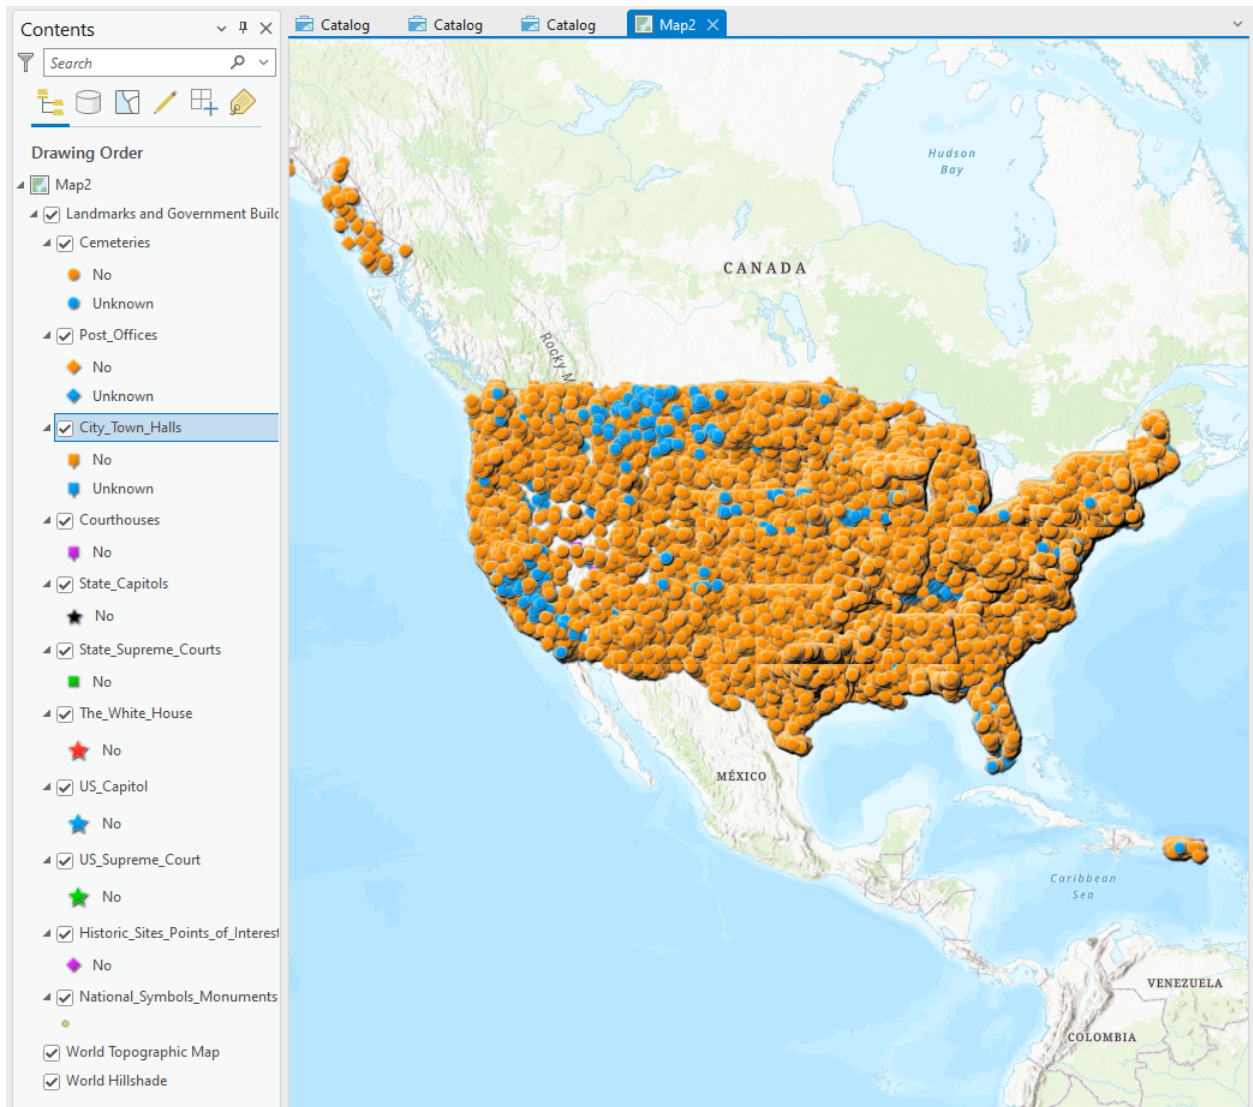 Contents
Catalog
Catalog
Catalog
Map2
Search
Drawing Order
Map2
Landmarks and Government Build
Cemeteries
No
Unknown
Post_Offices
No
Unknown
City_Town_Halls
No
Unknown
Courthouses
No
State_Capitols
No
State_Supreme_Courts
No
The_White_House
No
US_Capitol
No
US_Supreme_Court
No
Historic_Sites_Points_of_Interest
No
National_Symbols_Monuments
World Topographic Map
World Hillshade
Hudson
Bay
CANADA
Rocky M
MÉXICO
Caribbean
Sea
VENEZUELA
COLOMBIA